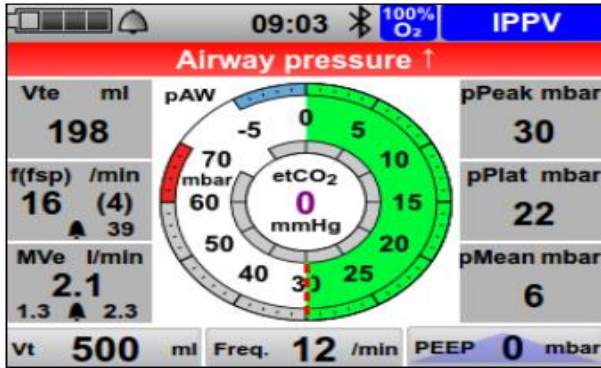 09:03 100% O₂ IPPV
Airway pressure ↑
Vte ml
198
f(fsp) /min
16 (4)
39
MVe l/min
2.1
1.3 2.3
pAW
-5 0 5
70 10
mbar
60 15
50 20
40 30 25
etCO₂
0
mmHg
pPeak mbar
30
pPlat mbar
22
pMean mbar
6
Vt 500 ml Freq. 12 /min PEEP 0 mbar